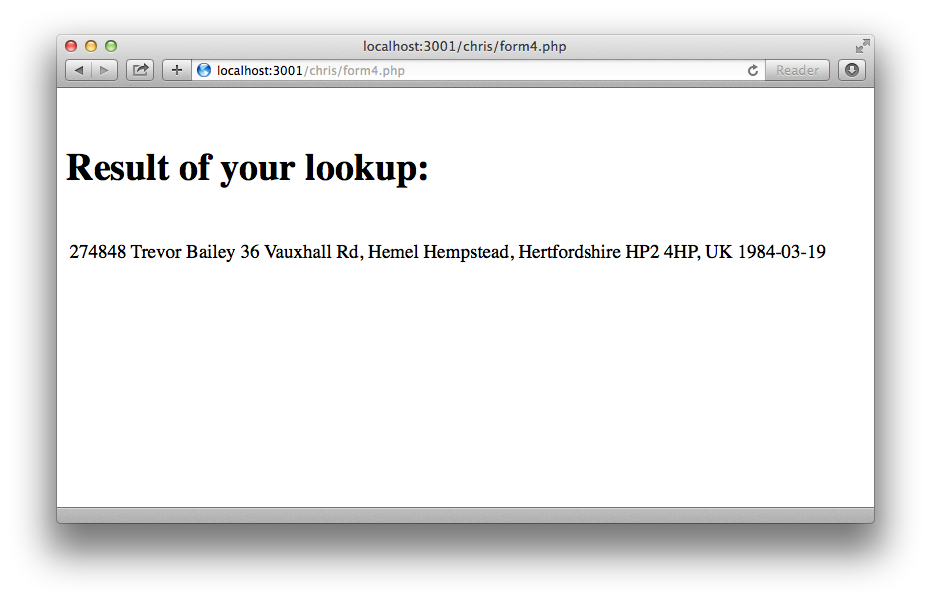 localhost:3001/chris/form4.php
localhost:3001/chris/form4.php
Reader
Result of your lookup:
274848 Trevor Bailey 36 Vauxhall Rd, Hemel Hempstead, Hertfordshire HP2 4HP, UK 1984-03-19